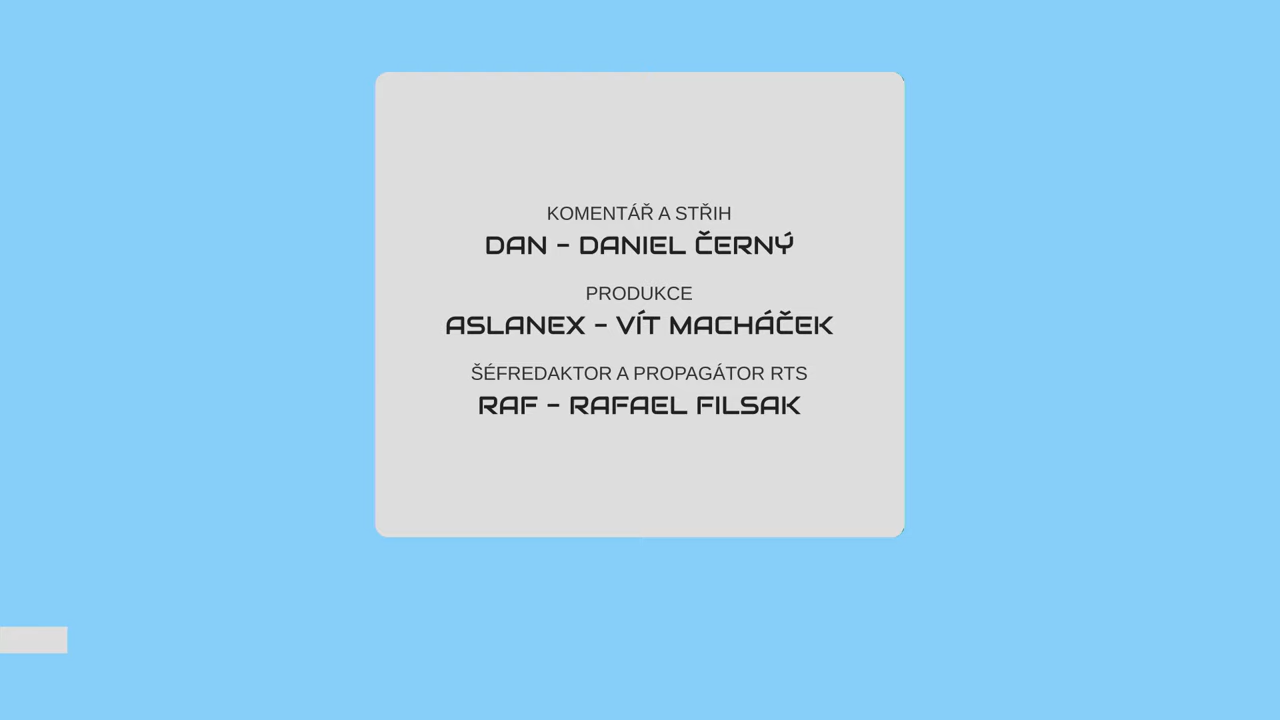 KOMENTÁŘ A STŘIH
DAN - DANIEL ČERNÝ
PRODUKCE
ASLANEX - VÍT MACHÁČEK
ŠÉFREDAKTOR A PROPAGÁTOR RTS
RAF - RAFAEL FILSAK